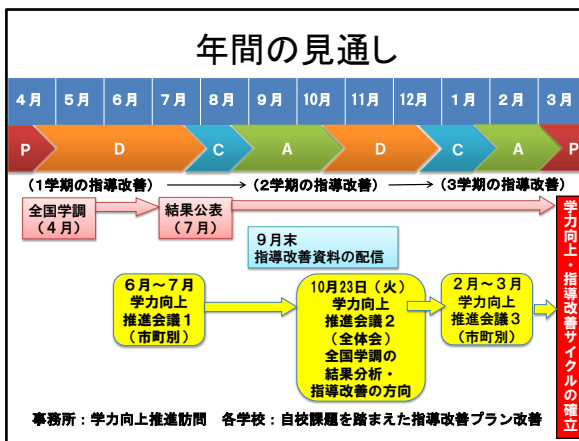 年間の見通し
4月 5月 6月 7月 8月 9月 10月 11月 12月 1月 2月 3月
P D C A D C A P
(1学期の指導改善) (2学期の指導改善) (3学期の指導改善)
全国学調
(4月)
結果公表
(7月)
9月末
指導改善資料の配信
6月~7月
学力向上
推進会議1
(市町別)
10月23日(火)
学力向上
推進会議2
(全体会)
全国学調の
結果分析・
指導改善の方向
2月~3月
学力向上
推進会議3
(市町別)
学力向上・指導改善サイクルの確立
事務所:学力向上推進訪問 各学校:自校課題を踏まえた指導改善プラン改善